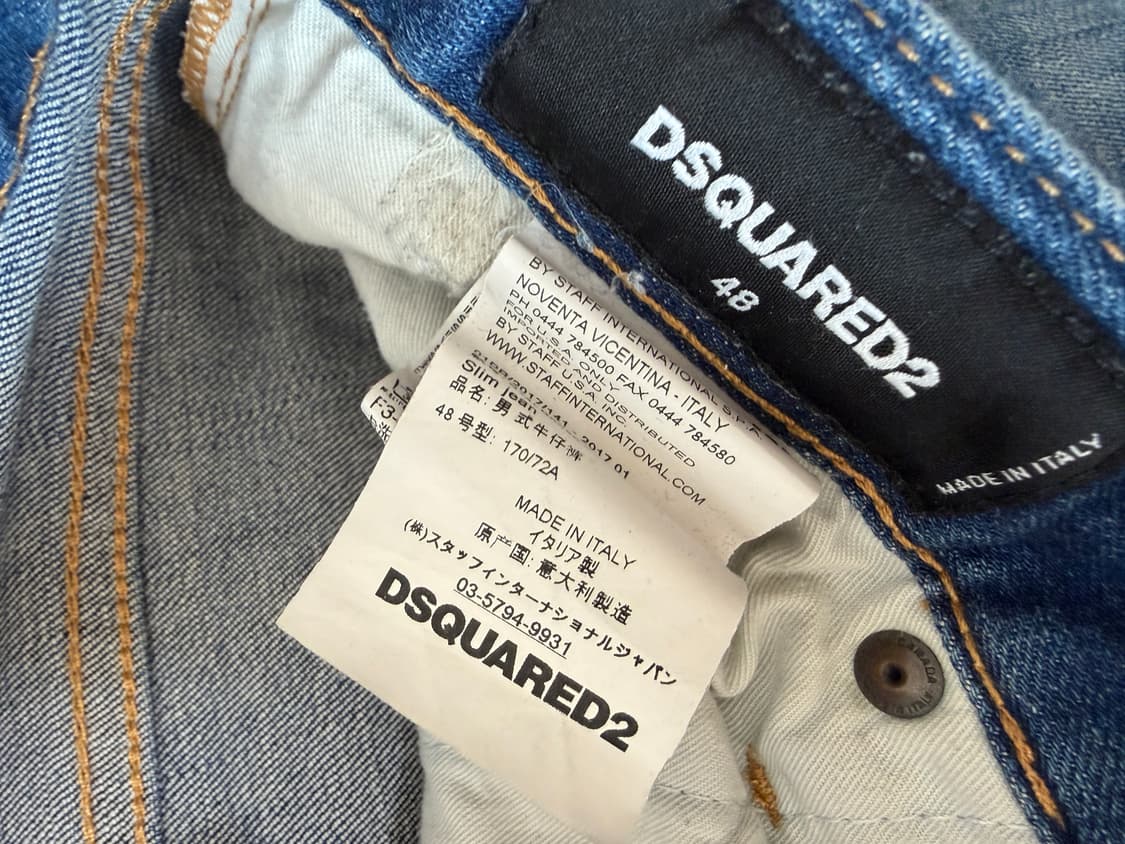 DSQUARED2
48
MADE IN ITALY
BY STAFF INTERNATIONAL S.P.A.
NOVENTA VICENTINA - ITALY
PH 0444 784500 FAX 0444 784580
FOR U.S.A. ONLY
IMPORTED AND DISTRIBUTED
BY STAFF U.S.A. INC.
WWW.STAFFINTERNATIONAL.COM
2017 01
Slim jean
品名: 男 式牛仔裤
48 号型: 170/72A
MADE IN ITALY
イタリア製
原产国: 意大利製造
(株)スタッフインターナショナルジャパン
03-5794-9931
DSQUARED2
F3-
CANADA